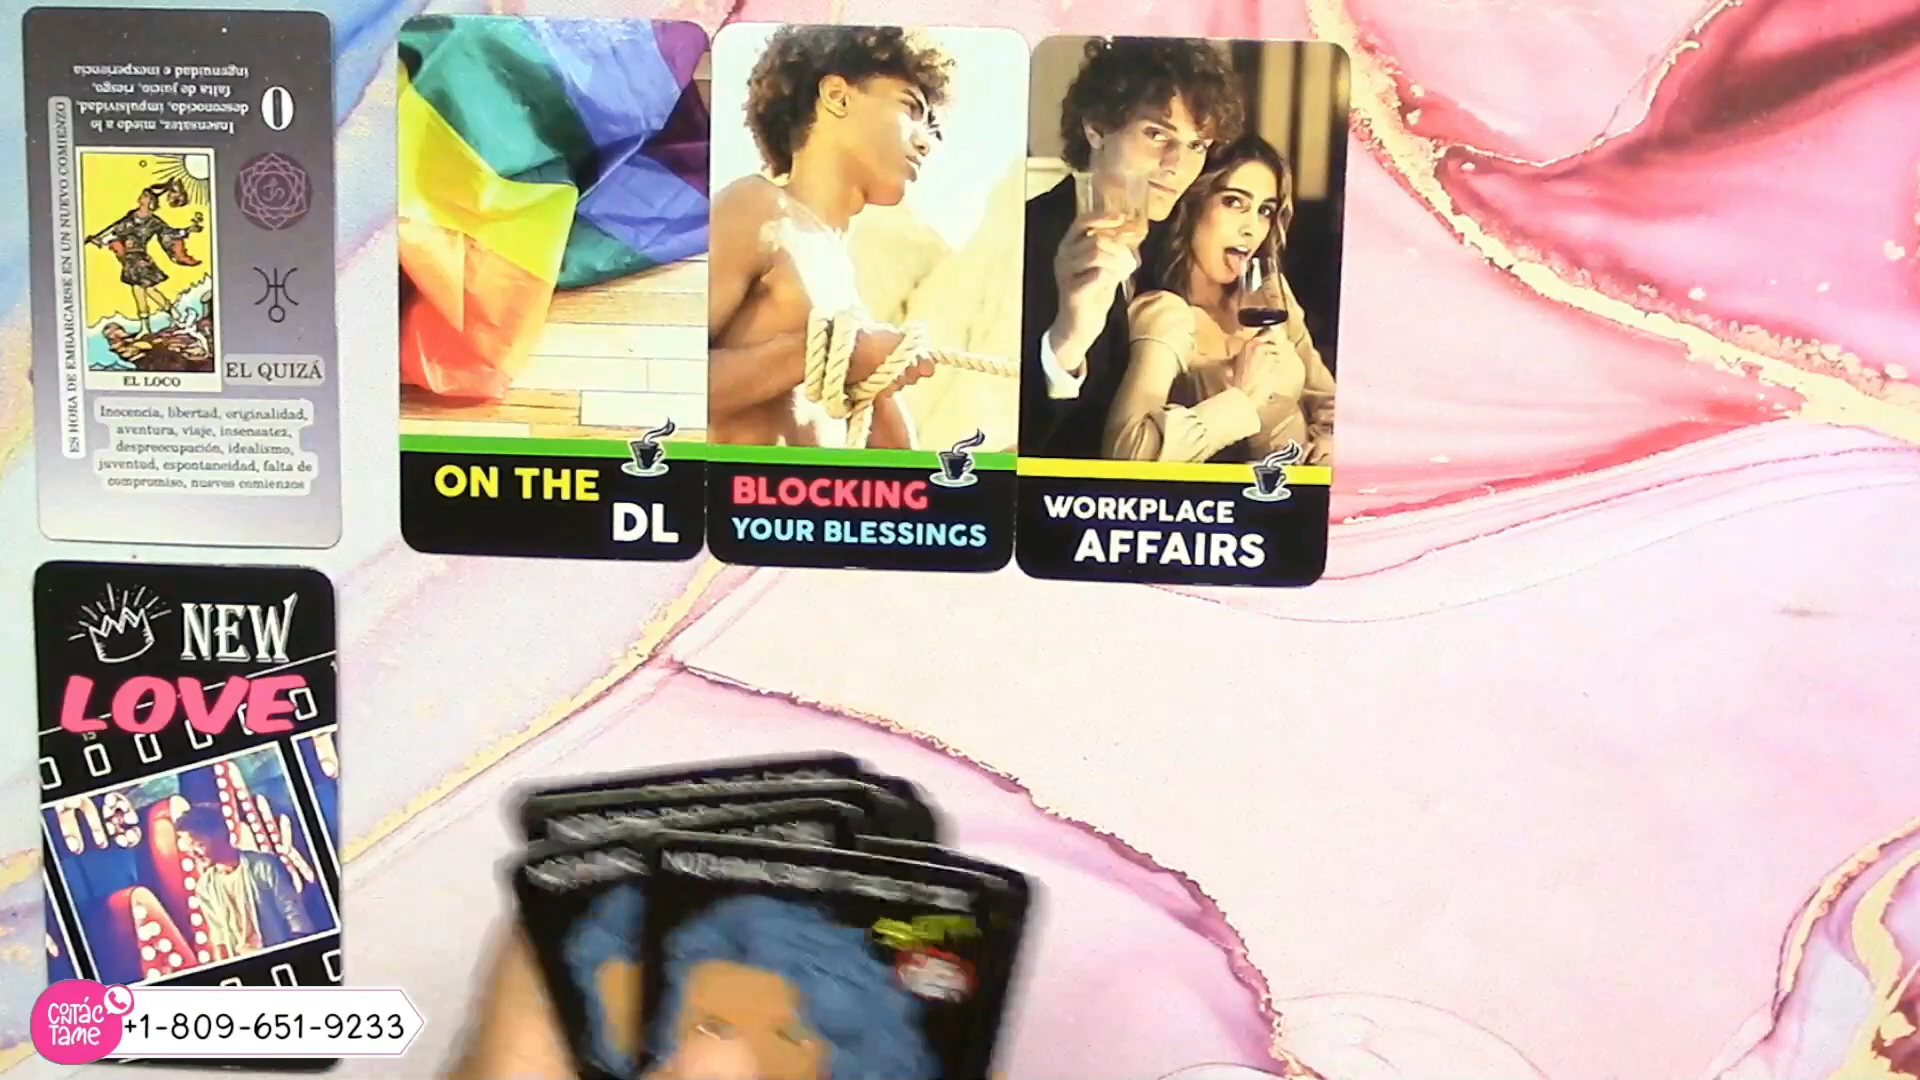 ingenuidad e inexperiencia
falta de juicio, riesgo,
desconocido, impulsividad,
Insensatez, miedo a lo
0
ES HORA DE EMBARCARSE EN UN NUEVO COMIENZO
EL LOCO
EL QUIZÁ
Inocencia, libertad, originalidad,
aventura, viaje, insensatez,
despreocupación, idealismo,
juventud, espontaneidad, falta de
compromiso, nuevos comienzos
ON THE
DL
BLOCKING
YOUR BLESSINGS
WORKPLACE
AFFAIRS
NEW
LOVE
CONTÁC
TAME
+1-809-651-9233